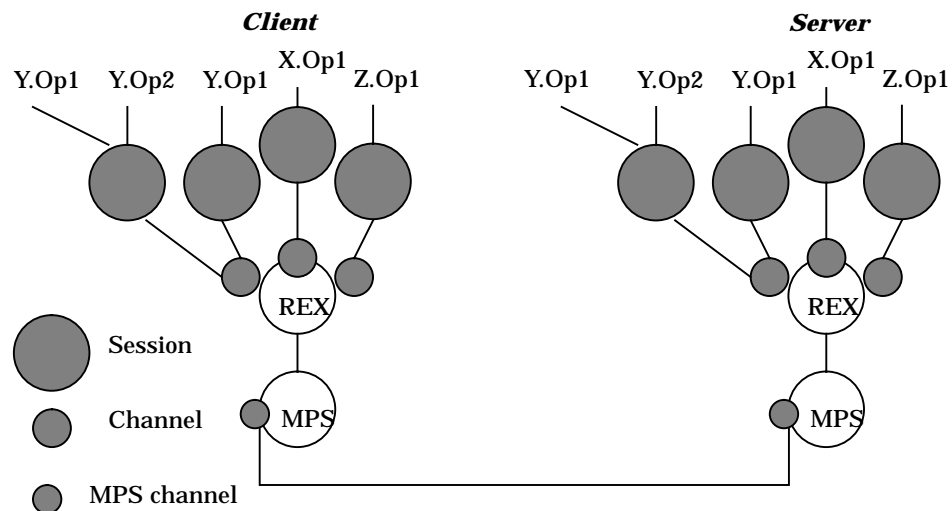 Client
Server
Y.Op1
Y.Op2
Y.Op1
X.Op1
Z.Op1
Y.Op1
Y.Op2
Y.Op1
X.Op1
Z.Op1
REX
REX
Session
Channel
MPS
MPS
MPS channel